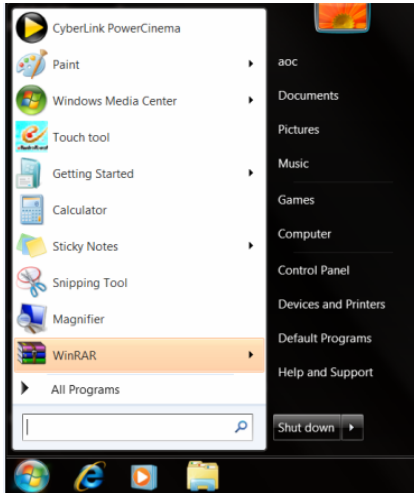 CyberLink PowerCinema
Paint
Windows Media Center
Touch tool
Getting Started
Calculator
Sticky Notes
Snipping Tool
Magnifier
WinRAR
All Programs
aoc
Documents
Pictures
Music
Games
Computer
Control Panel
Devices and Printers
Default Programs
Help and Support
Shut down